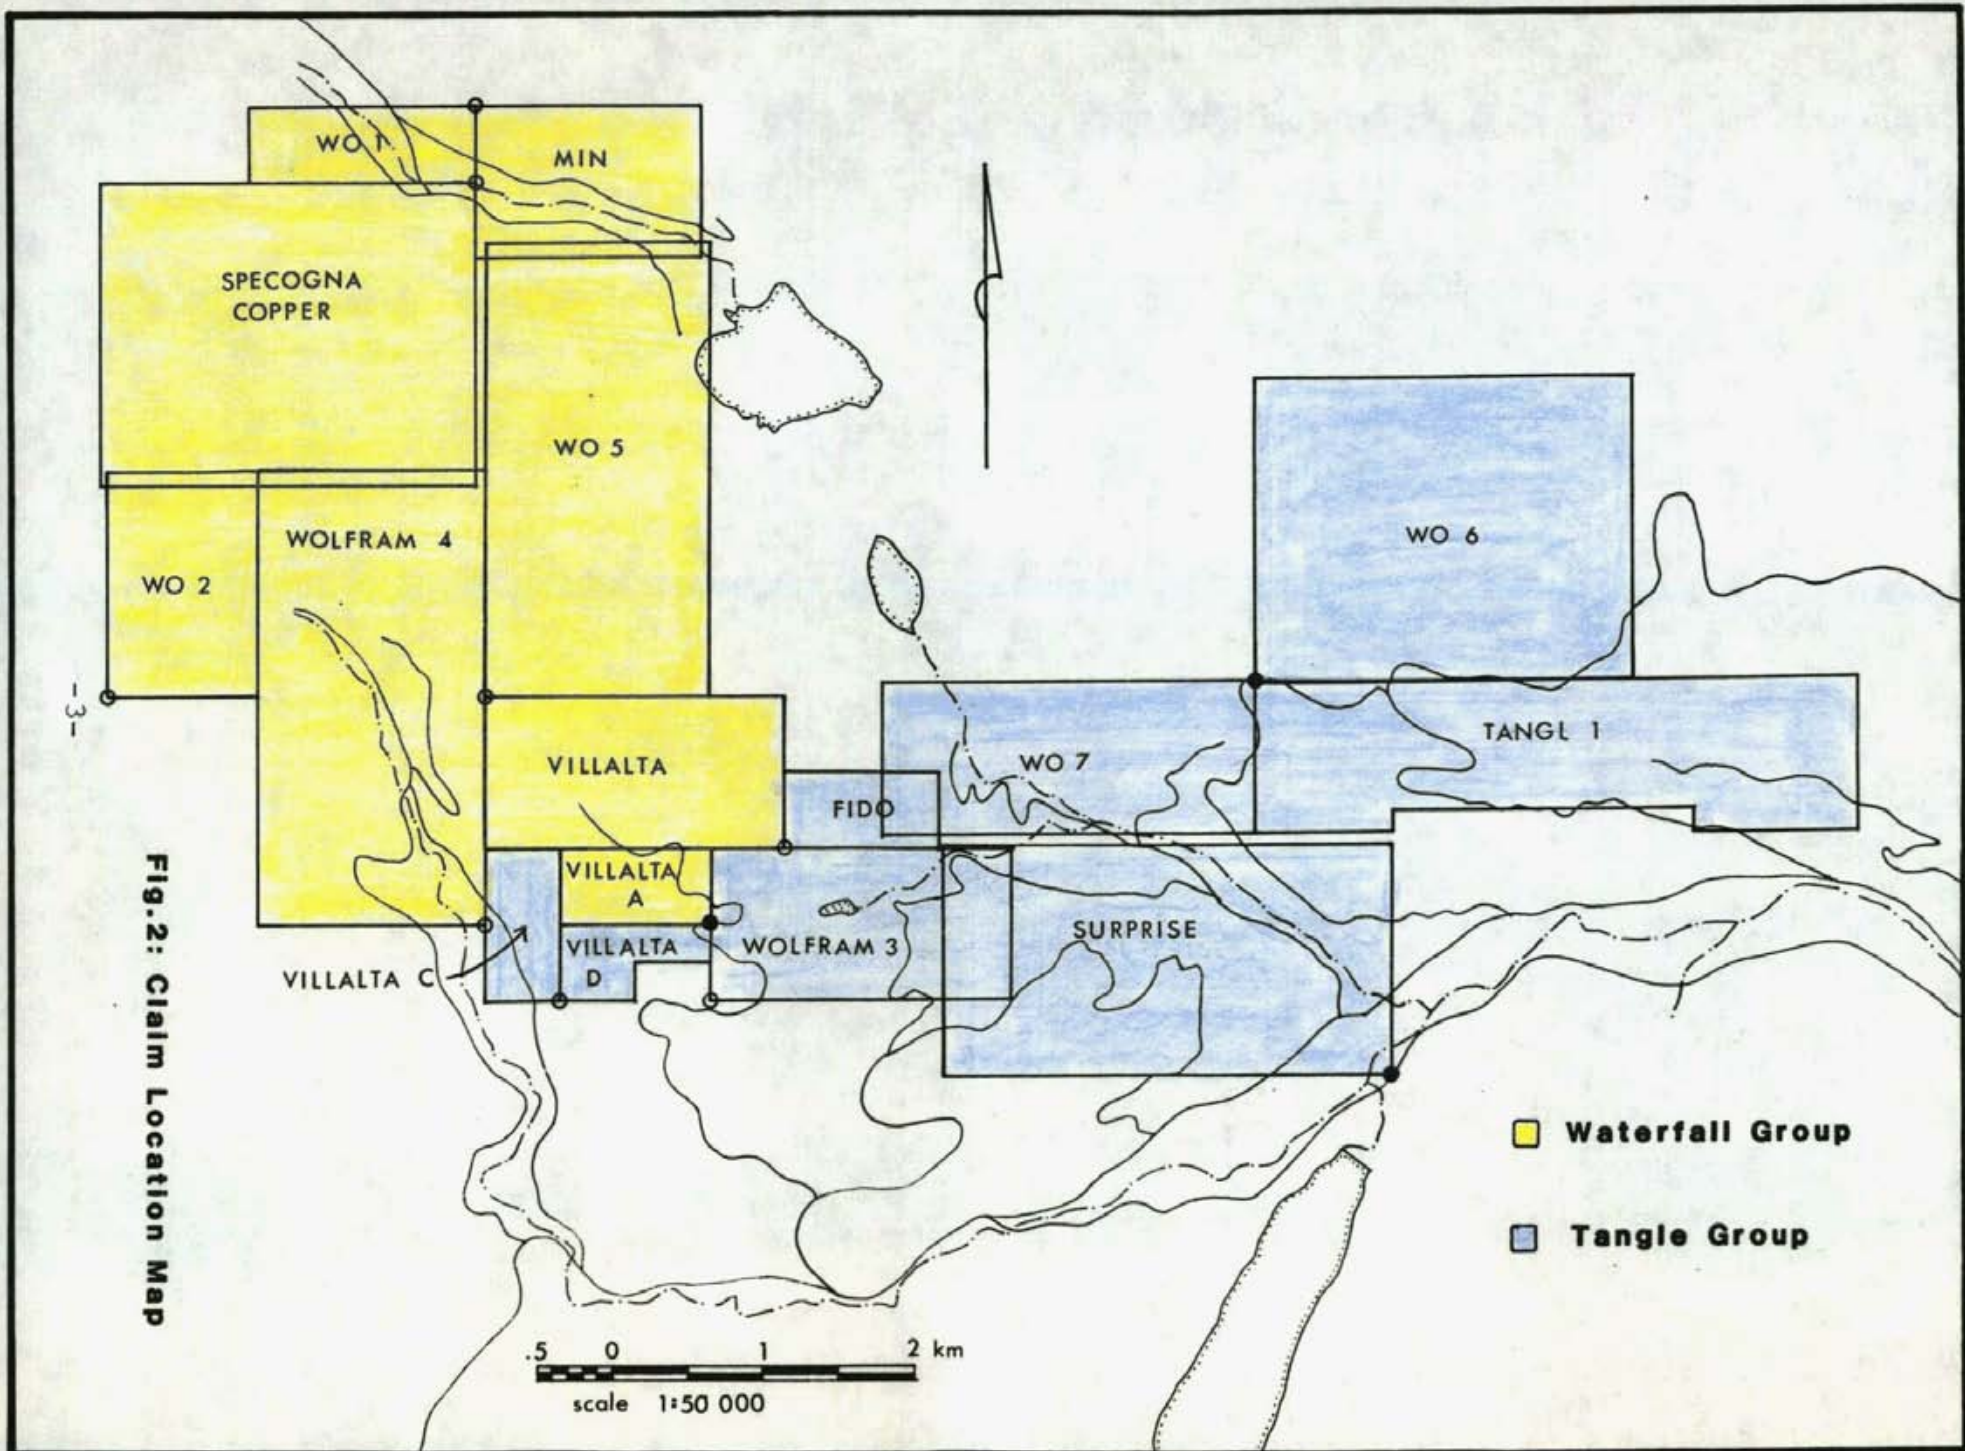 WO 1
MIN
SPECOGNA
COPPER
WO 5
WOLFRAM 4
WO 2
WO 6
VILLALTA
WO 7
TANGL 1
FIDO
VILLALTA
A
VILLALTA
D
WOLFRAM 3
SURPRISE
VILLALTA C
Waterfall Group
Tangle Group
.5 0 1 2 km
scale 1:50 000
-3-
Fig.2: Claim Location Map